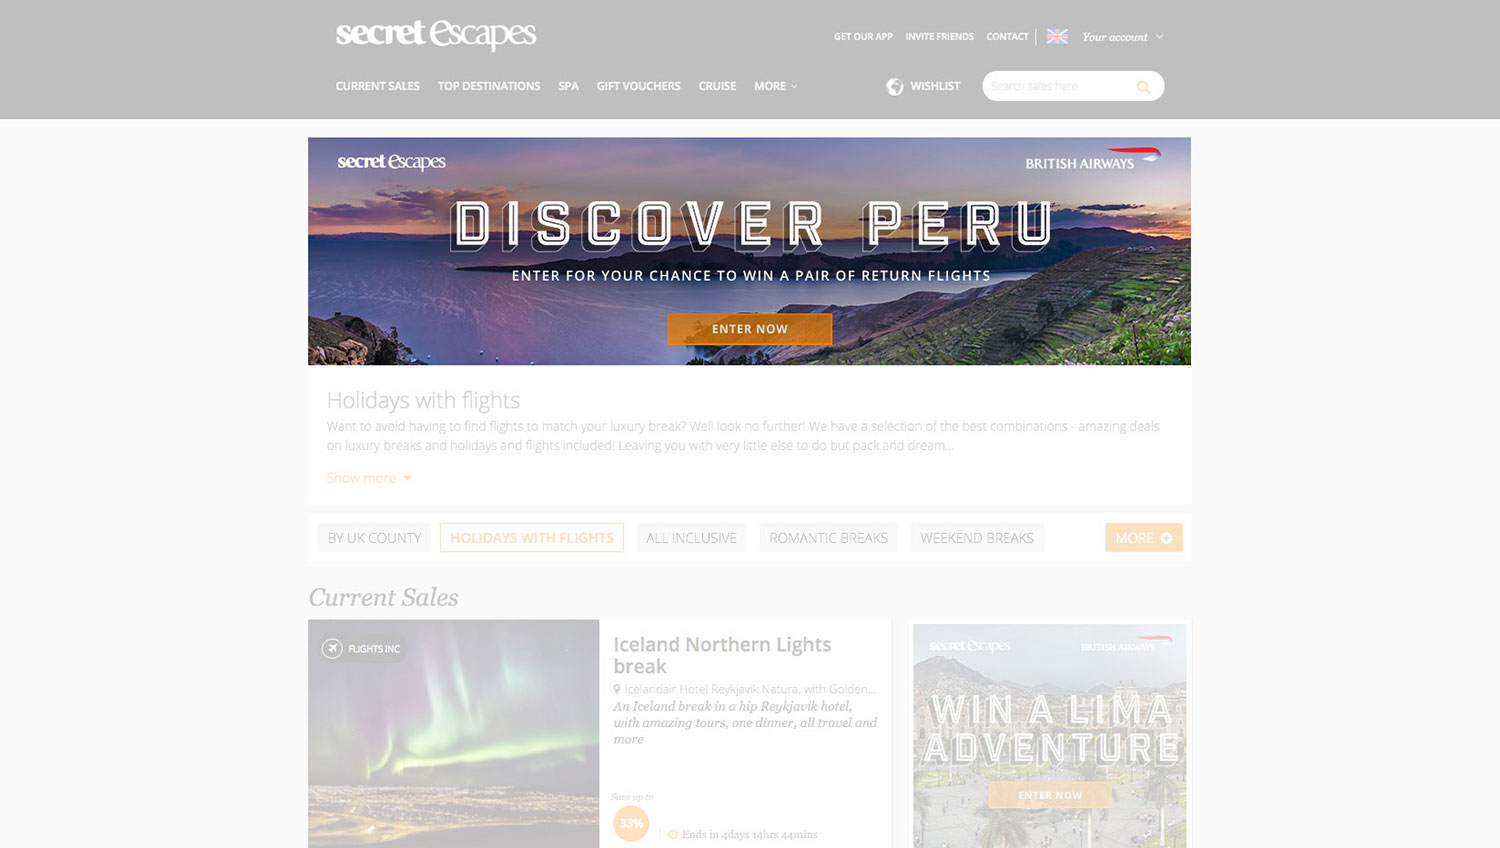 secret escapes
GET OUR APP INVITE FRIENDS CONTACT Your account
CURRENT SALES TOP DESTINATIONS SPA GIFT VOUCHERS CRUISE MORE WISHLIST Search sales here
secret escapes BRITISH AIRWAYS
DISCOVER PERU
ENTER FOR YOUR CHANCE TO WIN A PAIR OF RETURN FLIGHTS
ENTER NOW
Holidays with flights
Want to avoid having to find flights to match your luxury break? Well look no further! We have a selection of the best combinations - amazing deals
on luxury breaks and holidays and flights included! Leaving you with very little else to do but pack and dream...
Show more
BY UK COUNTY HOLIDAYS WITH FLIGHTS ALL INCLUSIVE ROMANTIC BREAKS WEEKEND BREAKS MORE
Current Sales
FLIGHTS INC
Iceland Northern Lights
break
Icelandair Hotel Reykjavik Natura, with Golden...
An Iceland break in a hip Reykjavik hotel,
with amazing tours, one dinner, all travel and
more
Save up to
33%
Ends in 4days 14hrs 44mins
secret escapes BRITISH AIRWAYS
WIN A LIMA
ADVENTURE
ENTER NOW